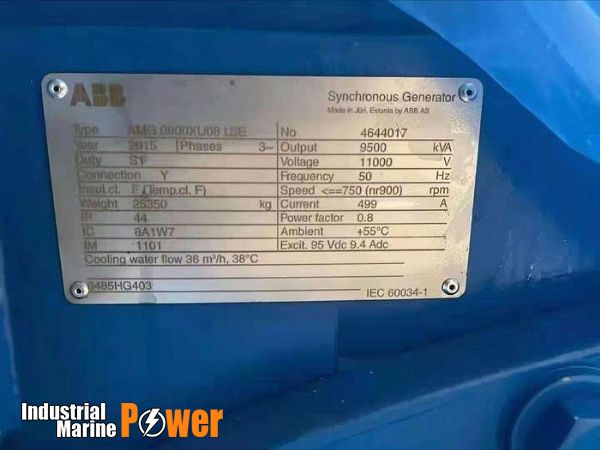 ABB
Synchronous Generator
Made in Jüri, Estonia by ABB AS
Type AMG 0900XU08 LSE No 4644017
Year 2015 Phases 3~ Output 9500 kVA
Duty S1 Voltage 11000 V
Connection Y Frequency 50 Hz
Insul.cl. F (Temp.cl. F) Speed <==750 (nr900) rpm
Weight 25350 kg Current 499 A
IP 44 Power factor 0.8
IC 8A1W7 Ambient +55°C
IM 1101 Excit. 95 Vdc 9.4 Adc
Cooling water flow 36 m³/h, 38°C
IEC 60034-1
Industrial
Marine Power